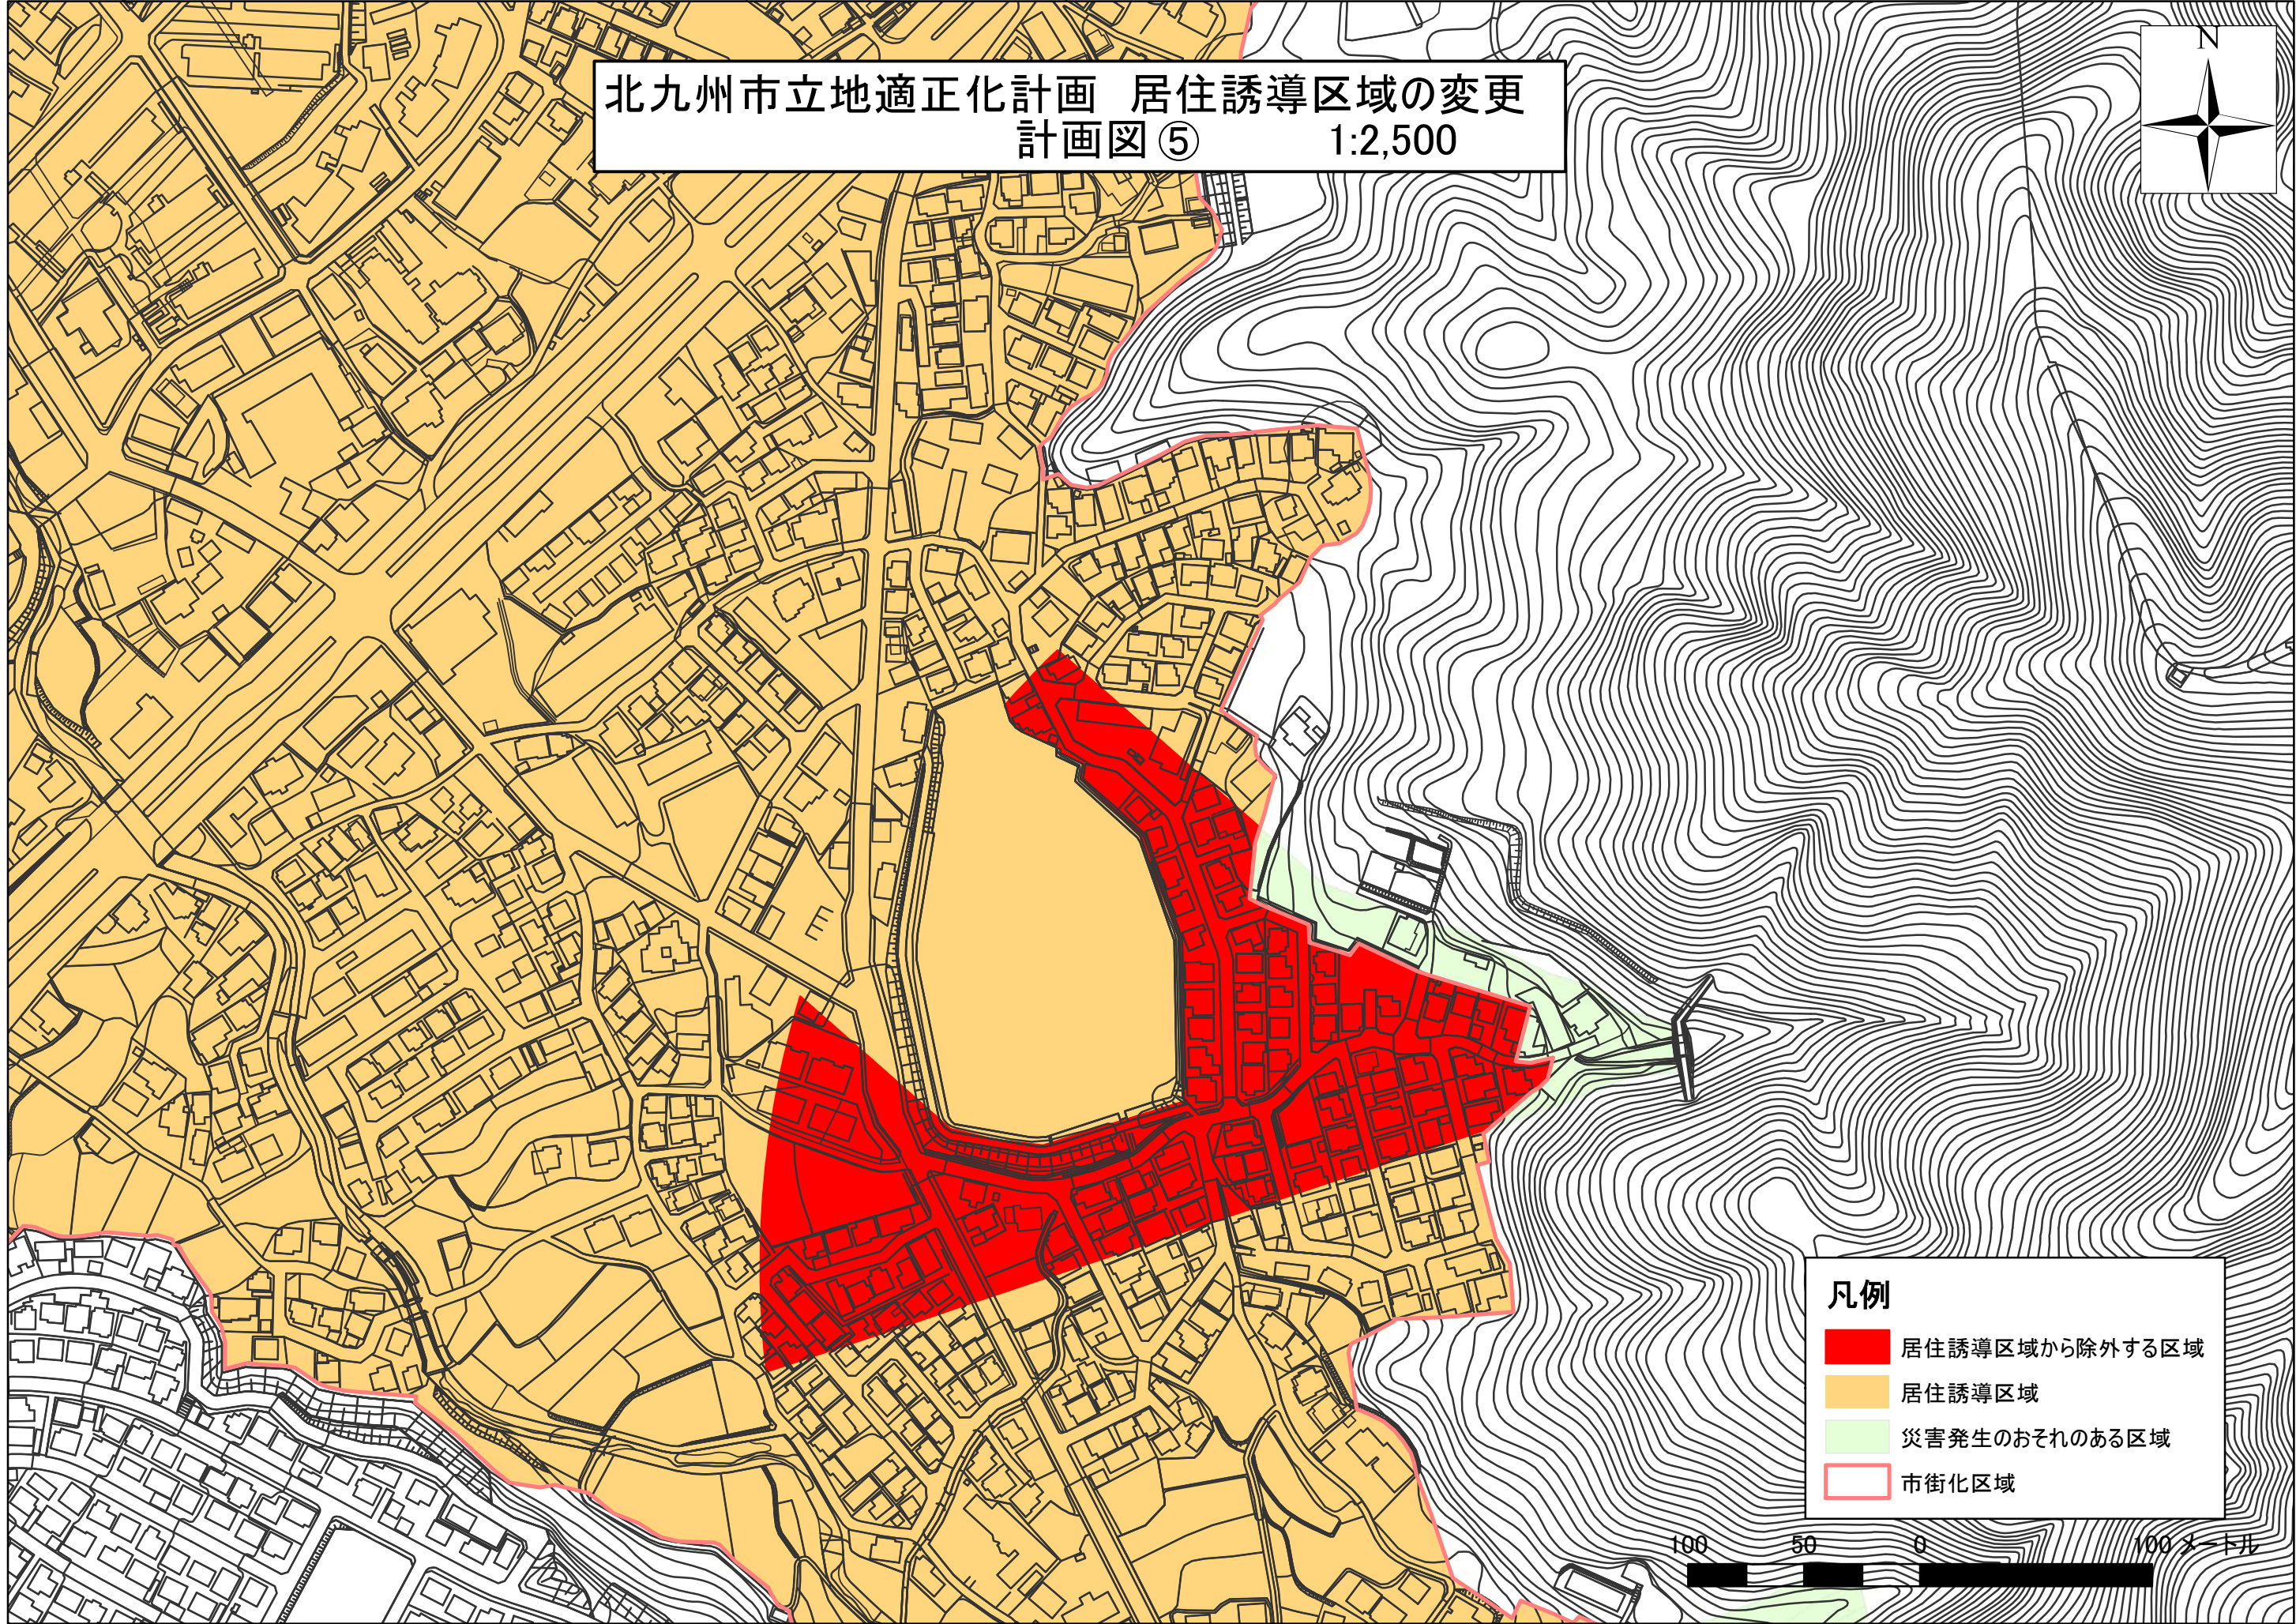 北九州市立地適正化計画　居住誘導区域の変更
計画図⑤　1:2,500
N
凡例
居住誘導区域から除外する区域
居住誘導区域
災害発生のおそれのある区域
市街化区域
100 50 0 100 メートル